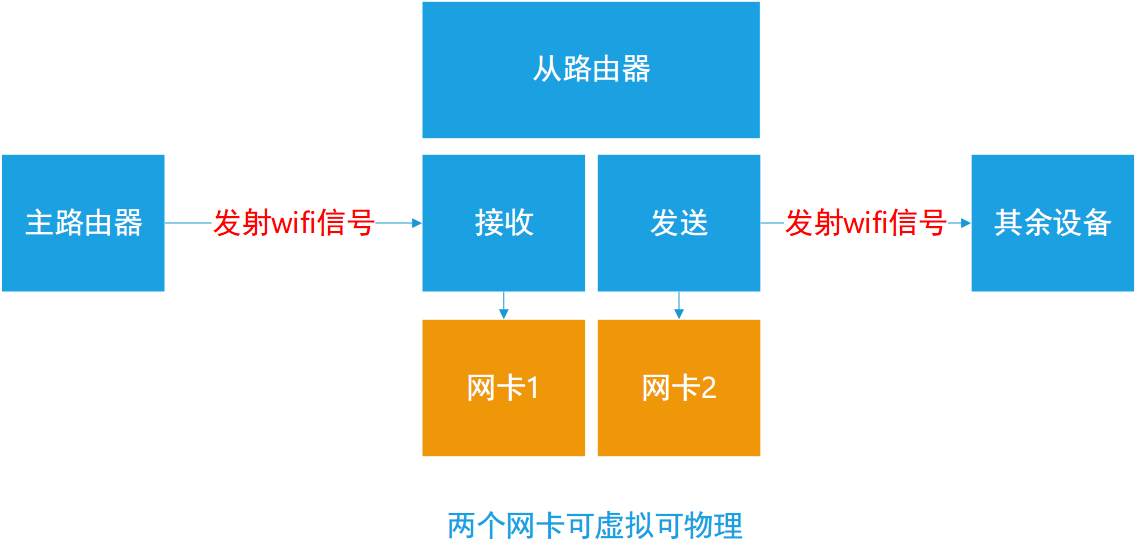 从路由器
主路由器
发射wifi信号
接收
发送
发射wifi信号
其余设备
网卡1
网卡2
两个网卡可虚拟可物理